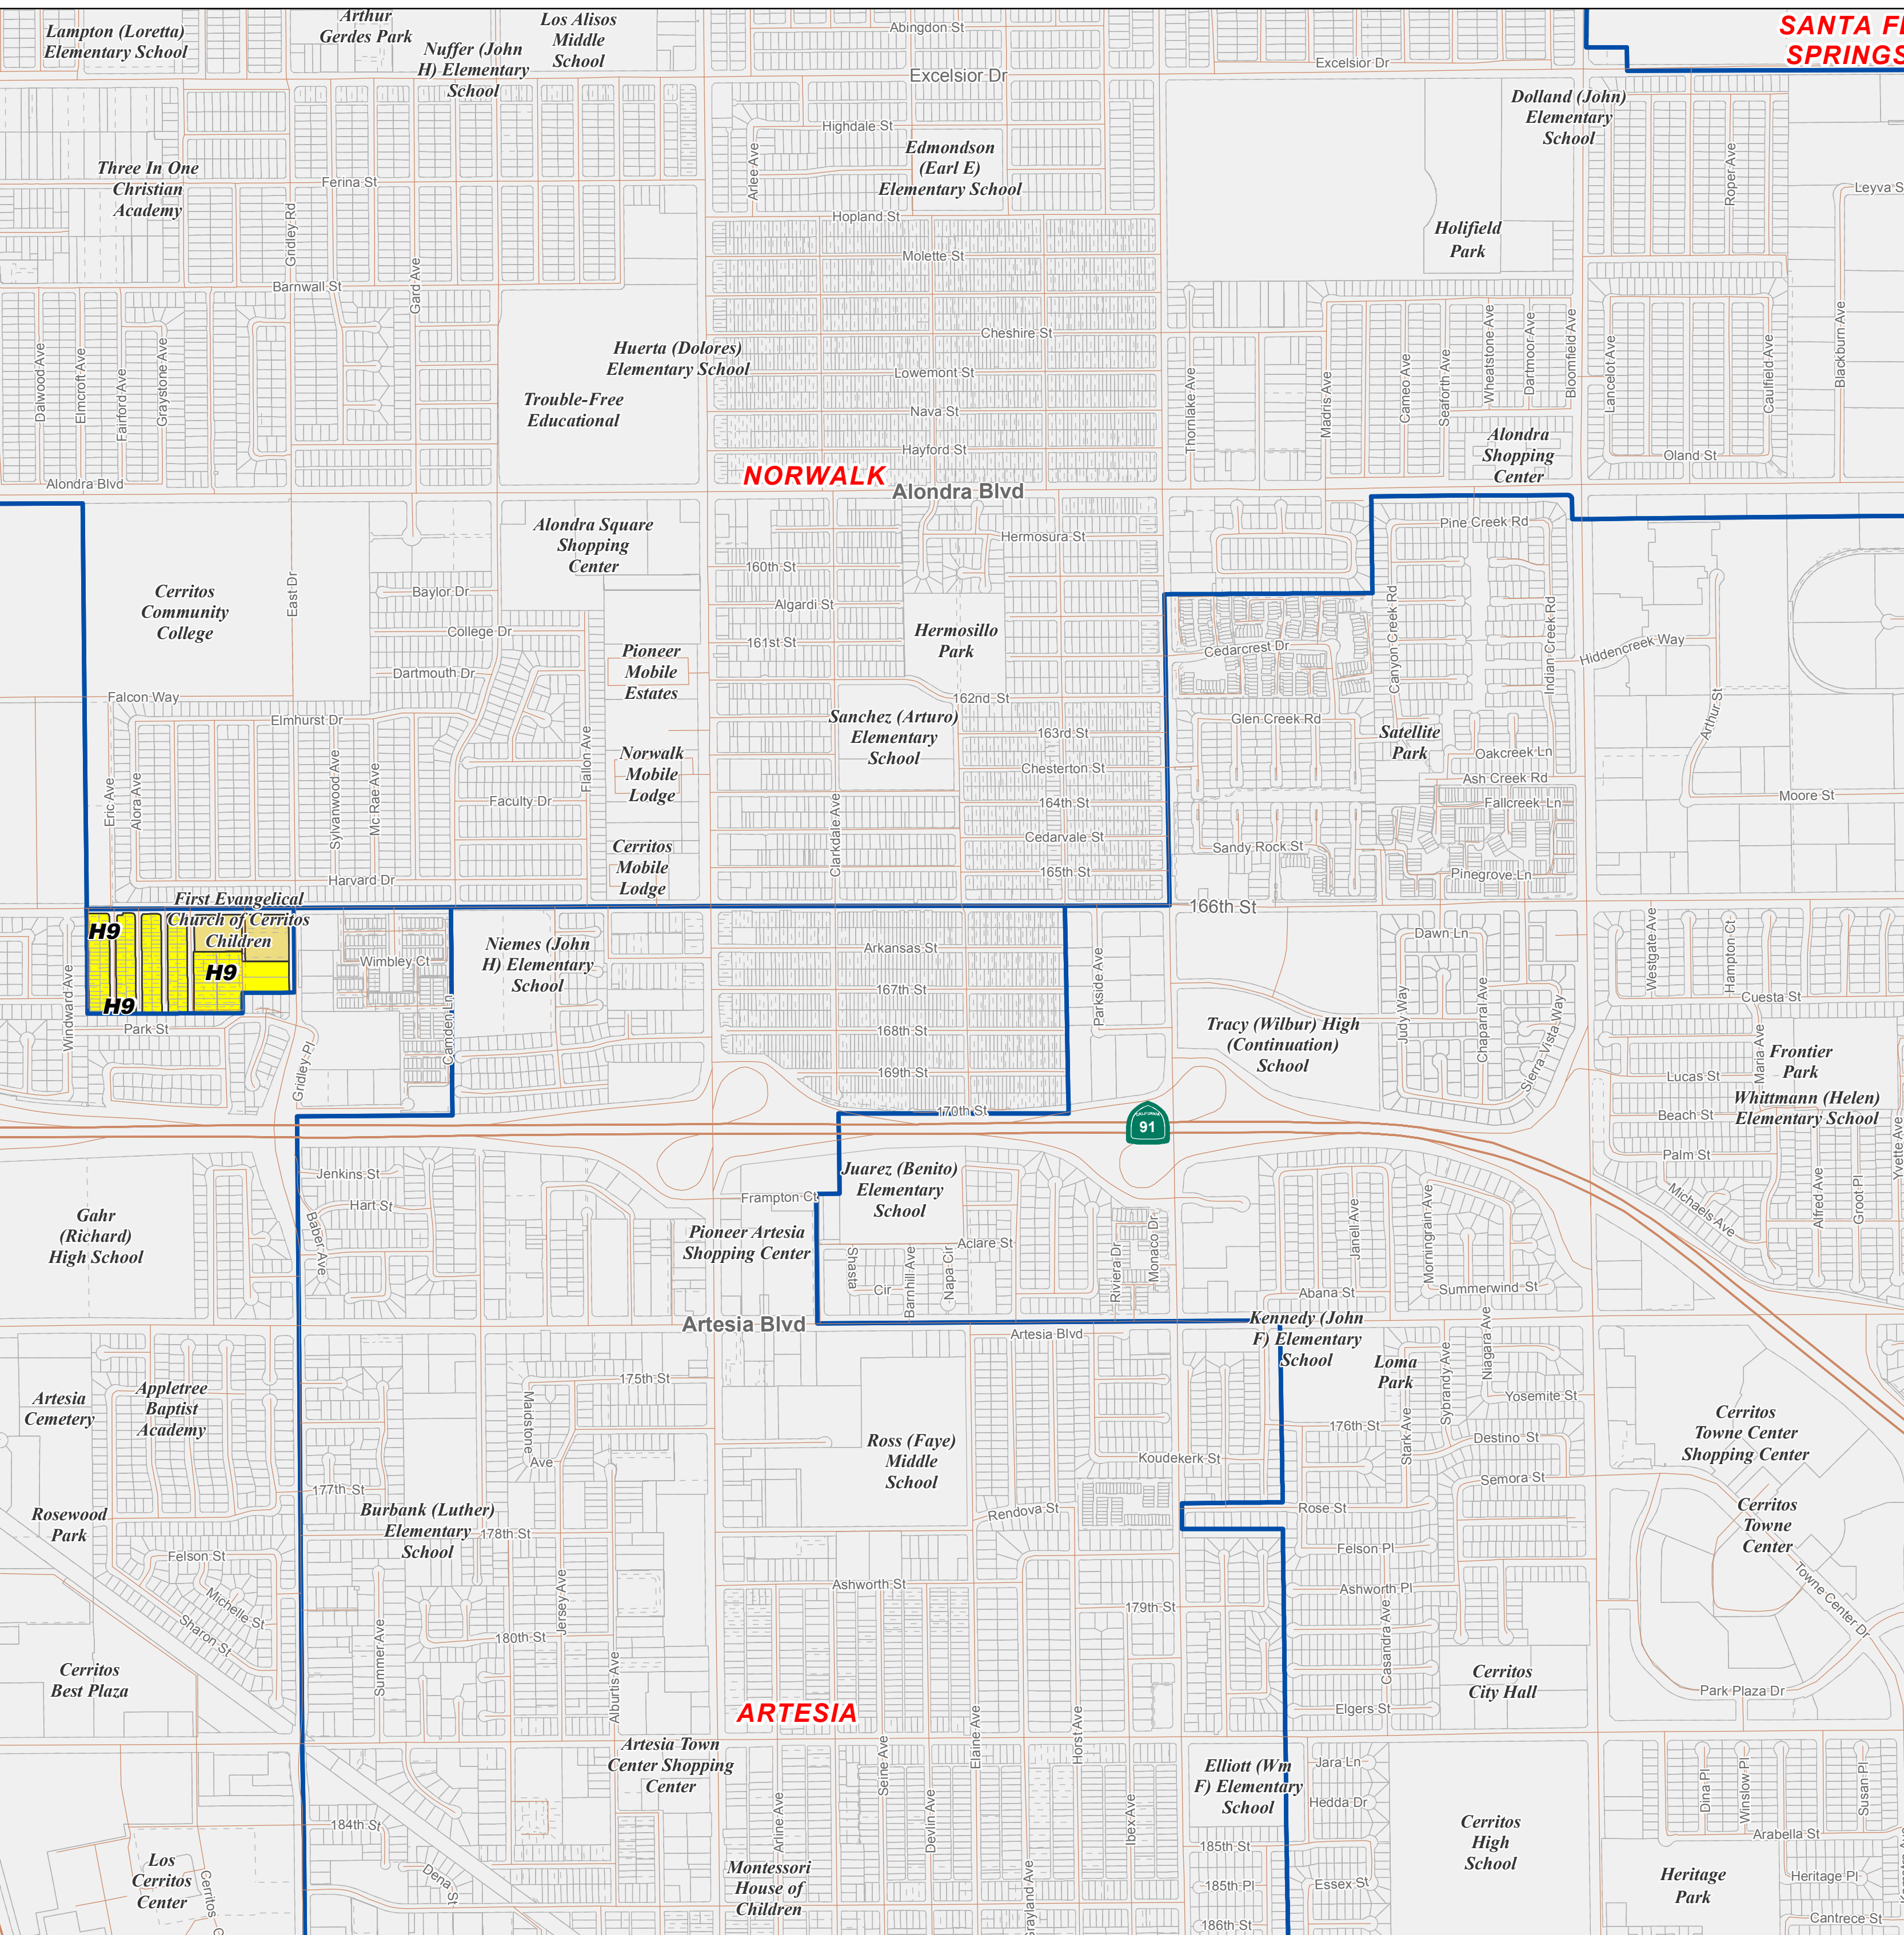 Lampton (Loretta)
Elementary School
Arthur
Gerdes Park
Nuffer (John
H) Elementary
School
Los Alisos
Middle
School
Abingdon St
Excelsior Dr
Excelsior Dr
SANTA FE
SPRINGS
Dolland (John)
Elementary
School
Highdale St
Arlee Ave
Edmondson
(Earl E)
Elementary School
Three In One
Christian
Academy
Ferina St
Gridley Rd
Roper Ave
Leyva S
Hopland St
Holifield
Park
Molette St
Barnwall St
Gard Ave
Cheshire St
Huerta (Dolores)
Elementary School
Lowemont St
Trouble-Free
Educational
Nava St
Hayford St
Dalwood Ave
Elmcroft Ave
Fairford Ave
Graystone Ave
Thornlake Ave
Madris Ave
Cameo Ave
Seaforth Ave
Wheatstone Ave
Dartmoor Ave
Bloomfield Ave
Lancelot Ave
Caulfield Ave
Blackburn Ave
Alondra
Shopping
Center
Oland St
Alondra Blvd
NORWALK
Alondra Blvd
Alondra Square
Shopping
Center
Hermosura St
Pine Creek Rd
160th St
Cerritos
Community
College
East Dr
Baylor Dr
Algardi St
College Dr
161st St
Hermosillo
Park
Cedarcrest Dr
Canyon Creek Rd
Indian Creek Rd
Hiddencreek Way
Arthur St
Pioneer
Mobile
Estates
Dartmouth Dr
Falcon Way
162nd St
Elmhurst Dr
Sanchez (Arturo)
Elementary
School
163rd St
Glen Creek Rd
Satellite
Park
Oakcreek Ln
Norwalk
Mobile
Lodge
Fallon Ave
Chesterton St
Ash Creek Rd
Eric Ave
Alora Ave
Sylvanwood Ave
Mc Rae Ave
Faculty Dr
164th St
Fallcreek Ln
Moore St
Clarkdale Ave
Cedarvale St
Sandy Rock St
Cerritos
Mobile
Lodge
165th St
Pinegrove Ln
Harvard Dr
166th St
First Evangelical
Church of Cerritos
Children
H9
H9
H9
Wimbley Ct
Niemes (John
H) Elementary
School
Arkansas St
Parkside Ave
Dawn Ln
Westgate Ave
Hampton Ct
Windward Ave
167th St
Cuesta St
Park St
Camden Ln
168th St
Tracy (Wilbur) High
(Continuation)
School
Judy Way
Chaparral Ave
Sierra Vista Way
Maria Ave
Frontier
Park
Gridley Pl
169th St
Lucas St
Whittmann (Helen)
Elementary School
Beach St
170th St
CALIFORNIA
91
Palm St
Yvette Ave
Jenkins St
Juarez (Benito)
Elementary
School
Hart St
Frampton Ct
Michaels Ave
Alfred Ave
Groot Pl
Gahr
(Richard)
High School
Baber Ave
Pioneer Artesia
Shopping Center
Aclare St
Shasta
Cir
Barnhill Ave
Napa Cir
Riviera Dr
Monaco Dr
Janell Ave
Morningrain Ave
Summerwind St
Abana St
Artesia Blvd
Artesia Blvd
Kennedy (John
F) Elementary
School
Niagara Ave
Loma
Park
Artesia
Cemetery
Appletree
Baptist
Academy
175th St
Maidstone
Ave
Sybrandy Ave
Yosemite St
176th St
Stark Ave
Destino St
Cerritos
Towne Center
Shopping Center
Ross (Faye)
Middle
School
Koudekerk St
Semora St
177th St
Rosewood
Park
Burbank (Luther)
Elementary
School
178th St
Rendova St
Rose St
Cerritos
Towne
Center
Felson St
Felson Pl
Michelle St
Sharon St
Ashworth St
Ashworth Pl
Towne Center Dr
Jersey Ave
179th St
180th St
Summer Ave
Casandra Ave
Cerritos
Best Plaza
Alburtis Ave
Cerritos
City Hall
Park Plaza Dr
Elgers St
ARTESIA
Artesia Town
Center Shopping
Center
Seine Ave
Elaine Ave
Horst Ave
Elliott (Wm
F) Elementary
School
Jara Ln
Hedda Dr
Dina Pl
Winslow Pl
Susan Pl
184th St
Arline Ave
Devlin Ave
Ibex Ave
185th St
Cerritos
High
School
Arabella St
Los
Cerritos
Center
Cerritos
Dena St
Montessori
House of
Children
Grayland Ave
185th Pl
Essex St
Heritage
Park
Heritage Pl
186th St
Cantrece St